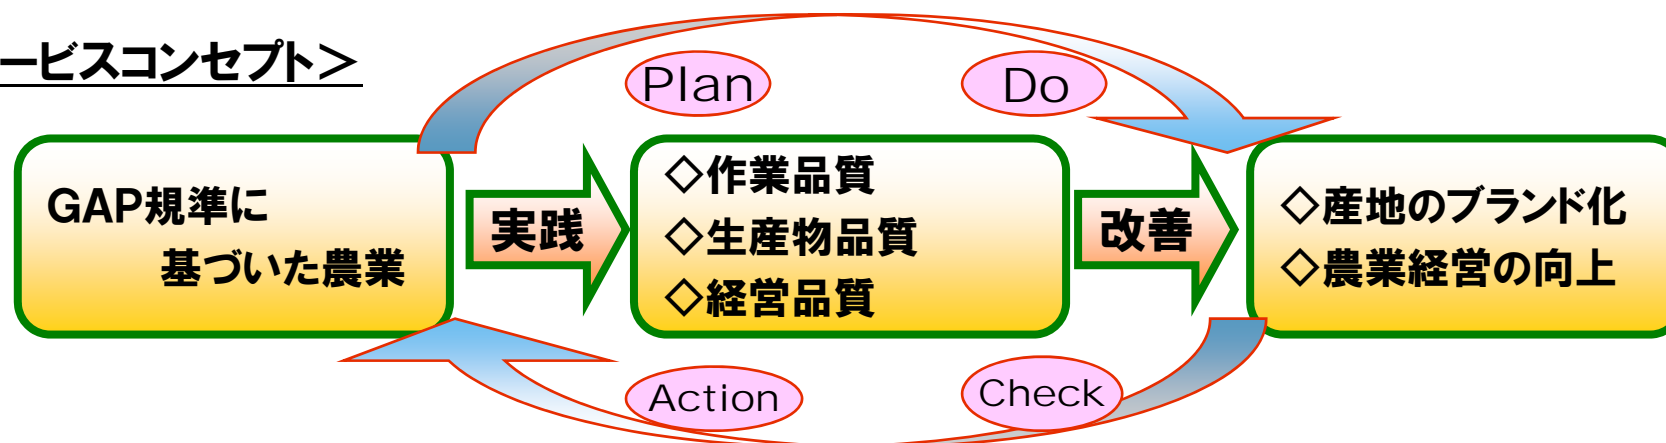 ービスコンセプト＞
Plan
Do
GAP規準に
基づいた農業
実践
◇作業品質
◇生産物品質
◇経営品質
改善
◇産地のブランド化
◇農業経営の向上
Action
Check